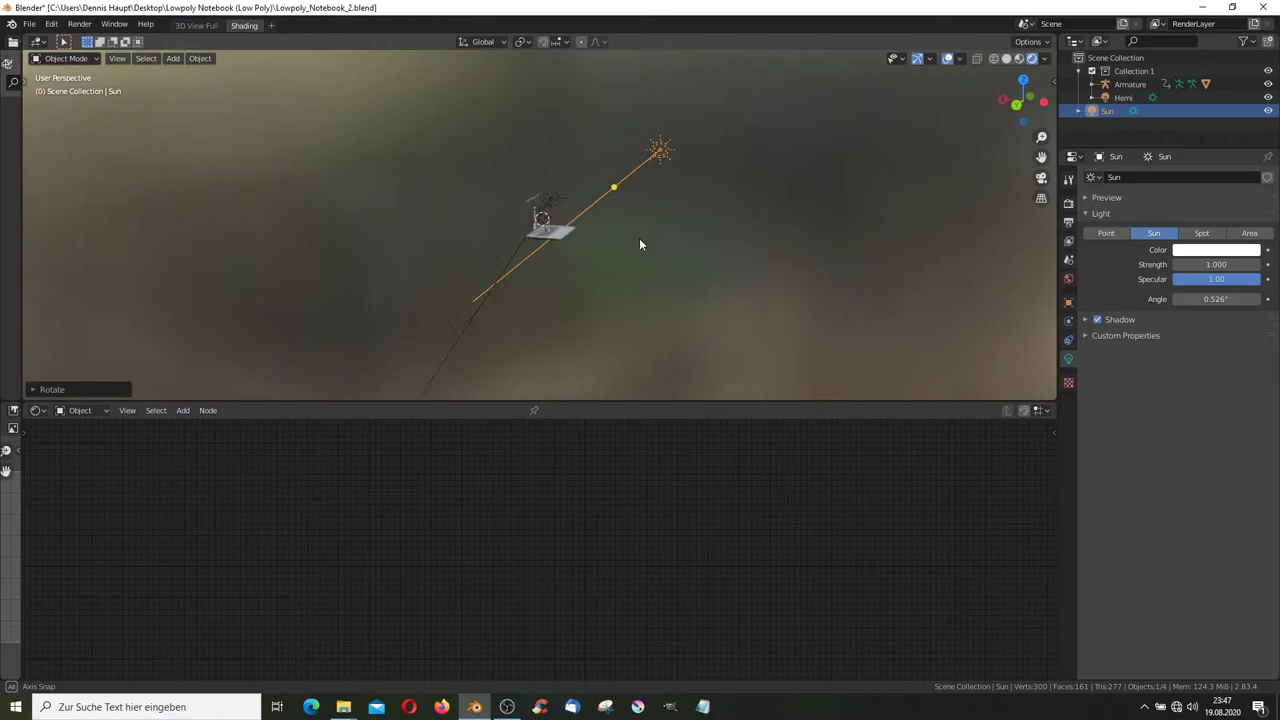 Blender* [C:\Users\Dennis Haupt\Desktop\Lowpoly Notebook (Low Poly)\Lowpoly_Notebook_2.blend]
File Edit Render Window Help 3D View Full Shading + Scene RenderLayer
Global Options
Object Mode View Select Add Object
User Perspective
(0) Scene Collection | Sun
Scene Collection
Collection 1
Armature
Hemi
Sun
Sun Sun
Sun
Preview
Light
Point Sun Spot Area
Color
Strength 1.000
Specular 1.00
Angle 0.526°
Shadow
Custom Properties
Rotate
Object View Select Add Node
Axis Snap Scene Collection | Sun | Verts:300 | Faces:161 | Tris:277 | Objects:1/4 | Mem: 124.3 MiB | 2.83.4
Zur Suche Text hier eingeben
23:47
19.08.2020